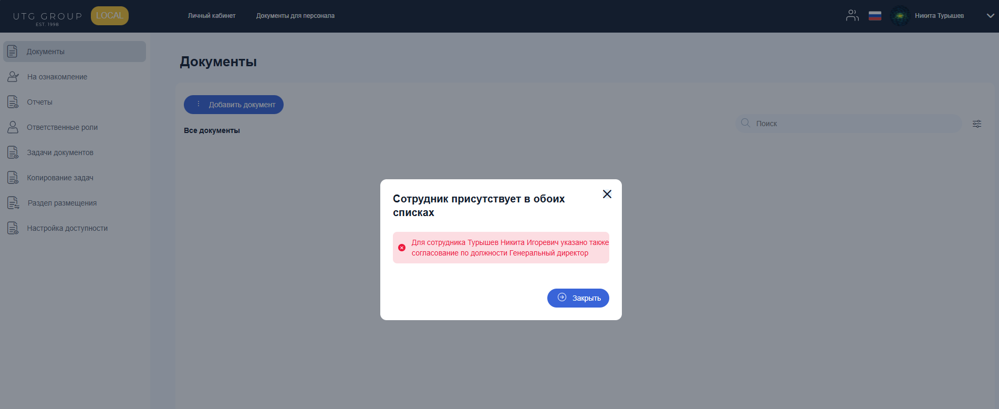 UTG GROUP
EST. 1998
LOCAL
Личный кабинет
Документы для персонала
Никита Турышев
Документы
На ознакомление
Отчеты
Ответственные роли
Задачи документов
Копирование задач
Раздел размещения
Настройка доступности
Документы
Добавить документ
Все документы
Поиск
Сотрудник присутствует в обоих
списках
Для сотрудника Турышев Никита Игоревич указано также
согласование по должности Генеральный директор
Закрыть